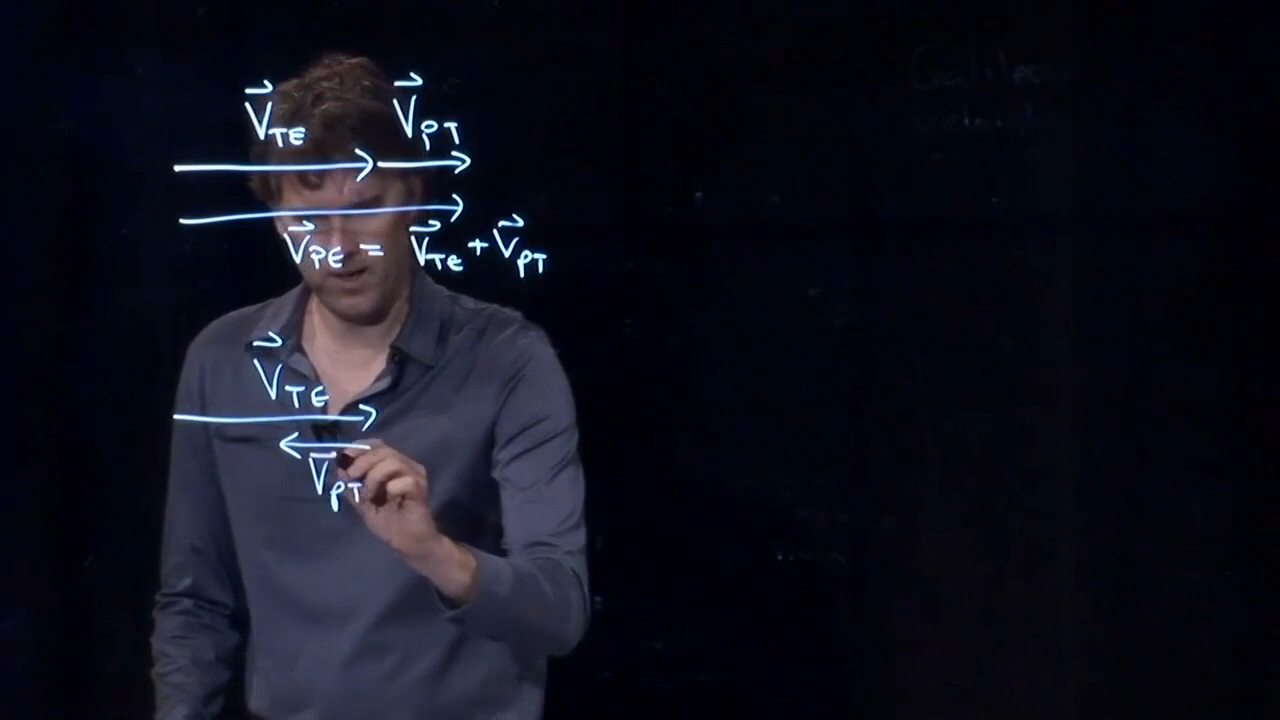 V⃗TE V⃗PT
V⃗PE = V⃗TE + V⃗PT
V⃗TE
V⃗PT